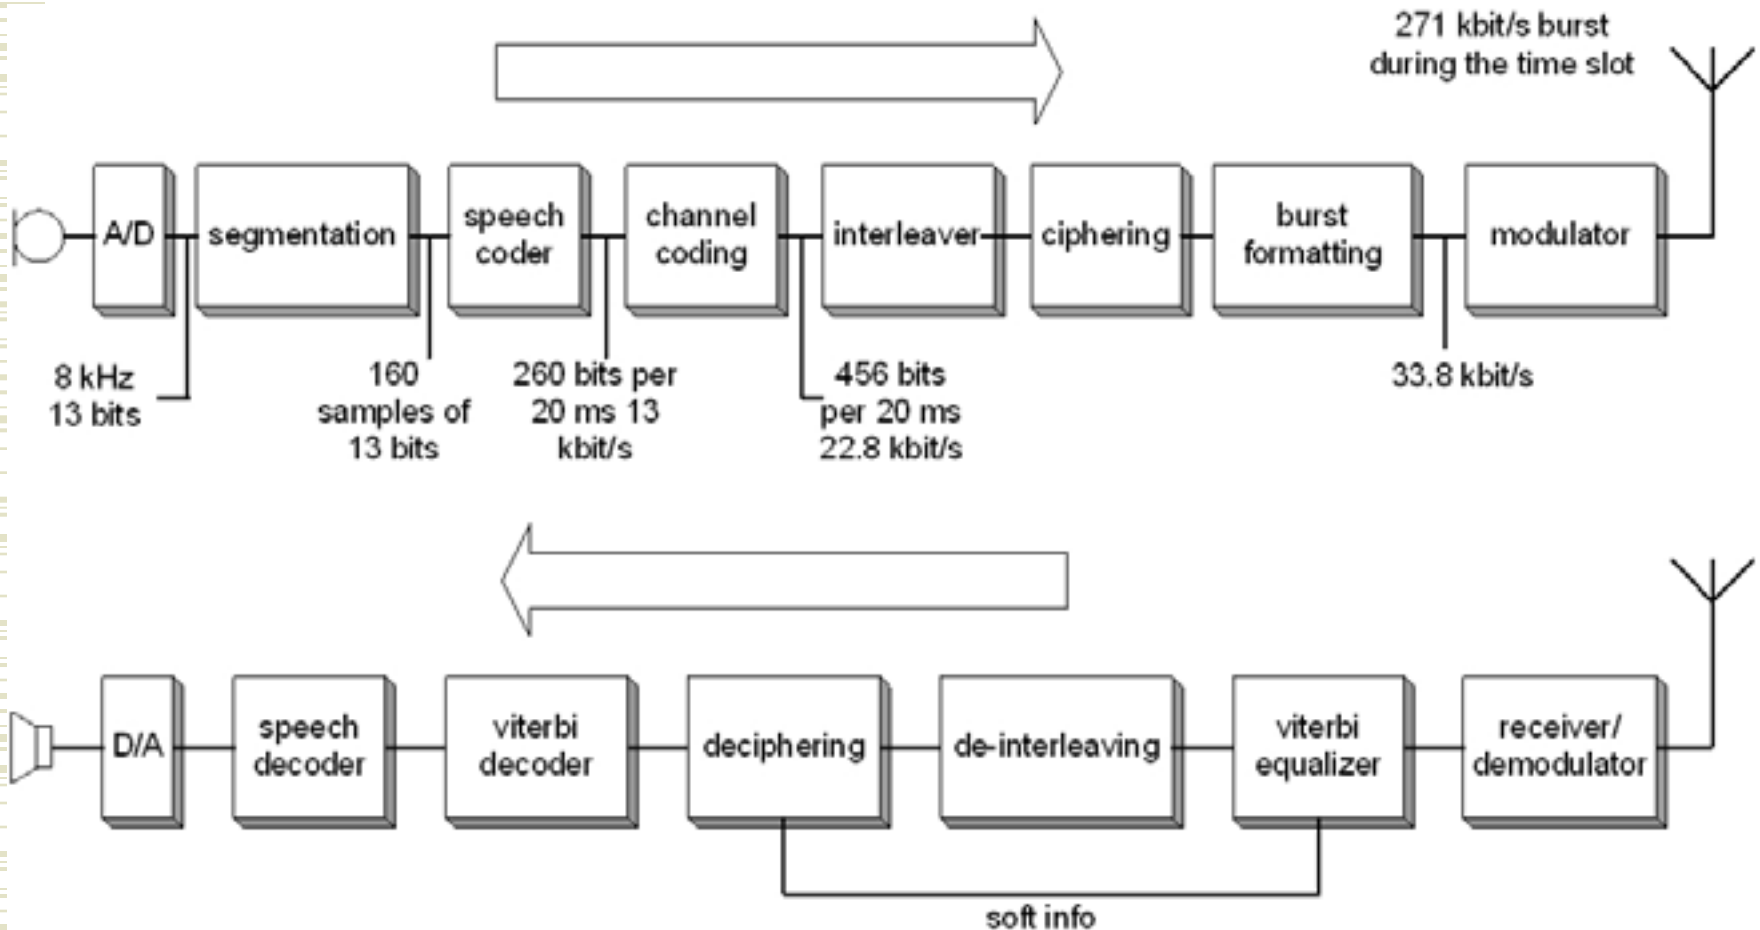 271 kbit/s burst
during the time slot
A/D
segmentation
speech
coder
channel
coding
interleaver
ciphering
burst
formatting
modulator
8 kHz
13 bits
160
samples of
13 bits
260 bits per
20 ms 13
kbit/s
456 bits
per 20 ms
22.8 kbit/s
33.8 kbit/s
D/A
speech
decoder
viterbi
decoder
deciphering
de-interleaving
viterbi
equalizer
receiver/
demodulator
soft info